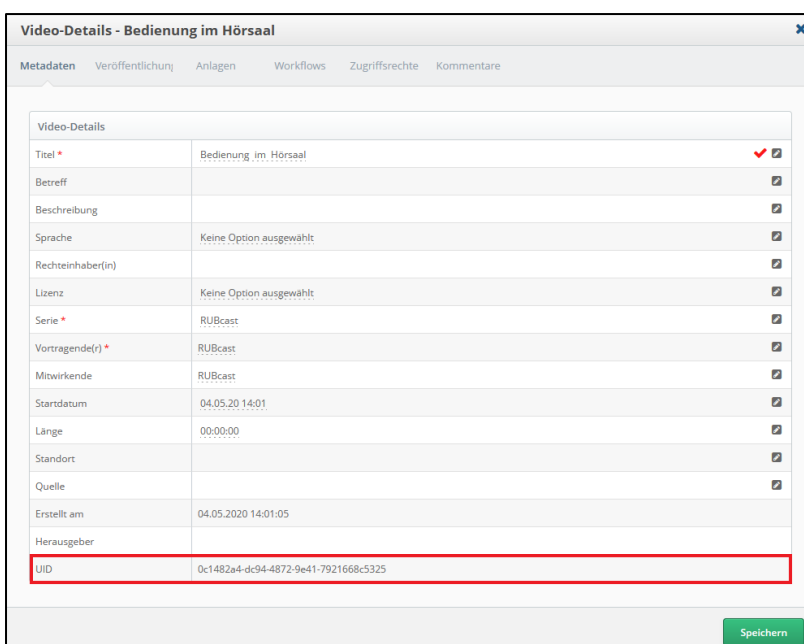 Video-Details - Bedienung im Hörsaal
Metadaten Veröffentlichung Anlagen Workflows Zugriffsrechte Kommentare
Video-Details
Titel * Bedienung im Hörsaal
Betreff
Beschreibung
Sprache Keine Option ausgewählt
Rechteinhaber(in)
Lizenz Keine Option ausgewählt
Serie * RUBcast
Vortragende(r) * RUBcast
Mitwirkende RUBcast
Startdatum 04.05.20 14:01
Länge 00:00:00
Standort
Quelle
Erstellt am 04.05.2020 14:01:05
Herausgeber
UID 0c1482a4-dc94-4872-9e41-7921668c5325
Speichern